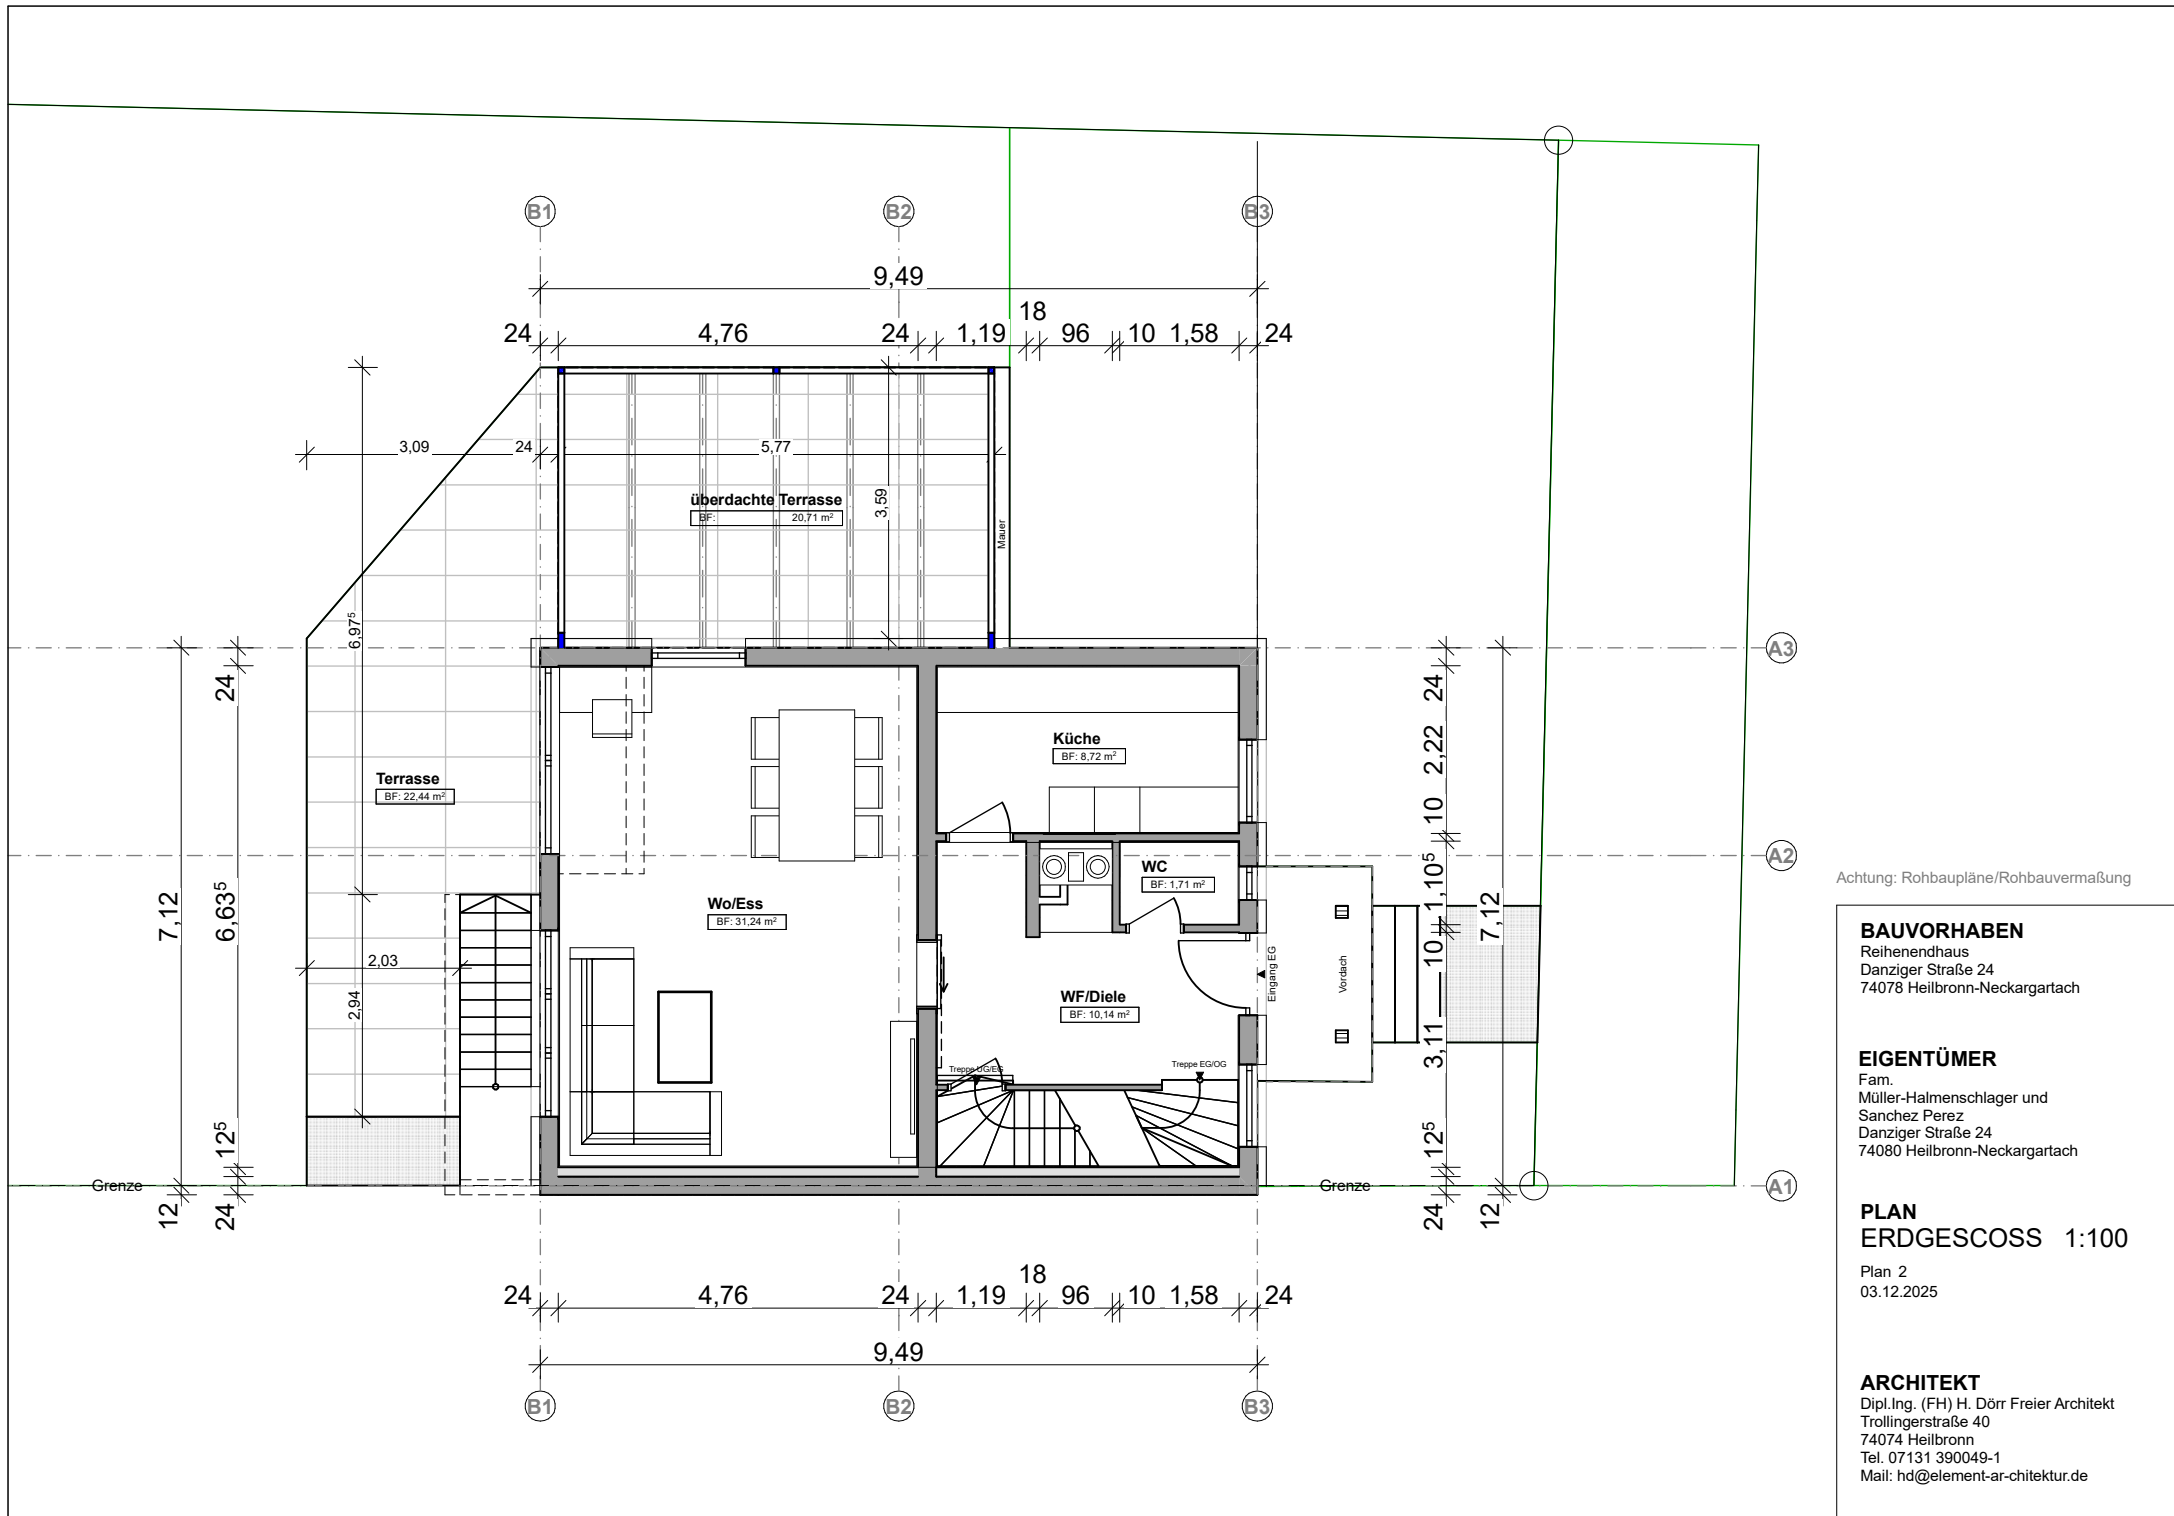 B1
B2
B3
9,49
18
24
4,76
24
1,19
96
10
1,58
24
3,09
24
5,77
überdachte Terrasse
BF: 20,71 m²
3,59
Mauer
6,97⁵
A3
24
24
2,22
Küche
BF: 8,72 m²
Terrasse
BF: 22,44 m²
10
A2
WC
BF: 1,71 m²
1,10⁵
Wo/Ess
BF: 31,24 m²
7,12
6,63⁵
7,12
10
2,03
2,94
Eingang EG
Vordach
WF/Diele
BF: 10,14 m²
3,11
Treppe UG/EG
Treppe EG/OG
12⁵
12⁵
Grenze
Grenze
A1
12
24
24
12
18
24
4,76
24
1,19
96
10
1,58
24
9,49
B1
B2
B3
Achtung: Rohbaupläne/Rohbauvermaßung
BAUVORHABEN
Reihenendhaus
Danziger Straße 24
74078 Heilbronn-Neckargartach
EIGENTÜMER
Fam.
Müller-Halmenschlager und
Sanchez Perez
Danziger Straße 24
74080 Heilbronn-Neckargartach
PLAN
ERDGESCOSS 1:100
Plan 2
03.12.2025
ARCHITEKT
Dipl.Ing. (FH) H. Dörr Freier Architekt
Trollingerstraße 40
74074 Heilbronn
Tel. 07131 390049-1
Mail: hd@element-ar-chitektur.de